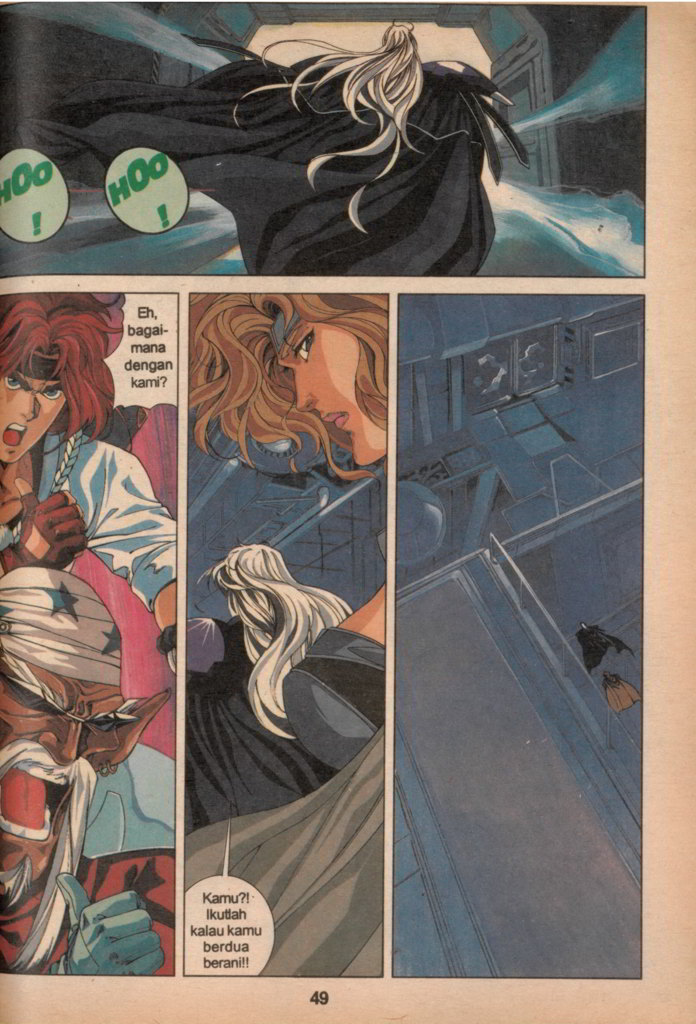 HOO
!
HOO
!
Eh,
bagai-
mana
dengan
kami?
Kamu?!
Ikutlah
kalau kamu
berdua
berani!!
49